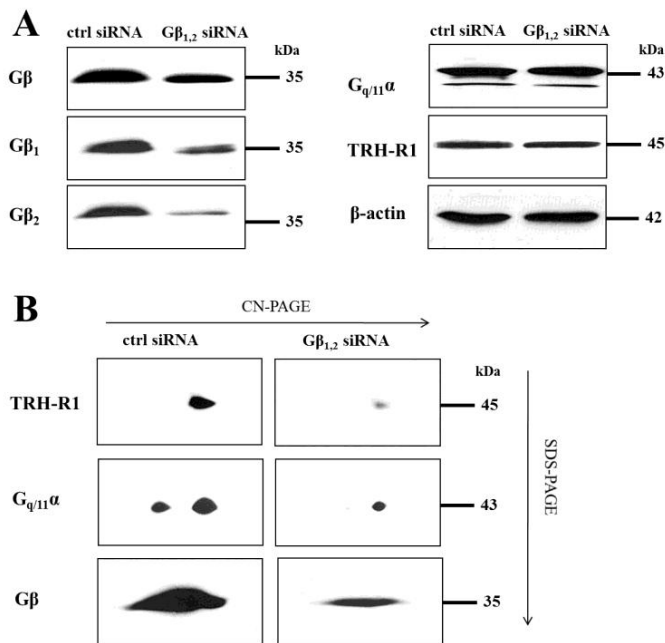 A
ctrl siRNA Gβ₁,₂ siRNA
kDa
Gβ 35
Gβ₁ 35
Gβ₂ 35
ctrl siRNA Gβ₁,₂ siRNA
kDa
Gq/11α 43
TRH-R1 45
β-actin 42
B
CN-PAGE
ctrl siRNA Gβ₁,₂ siRNA
kDa
TRH-R1 45
Gq/11α 43
Gβ 35
SDS-PAGE